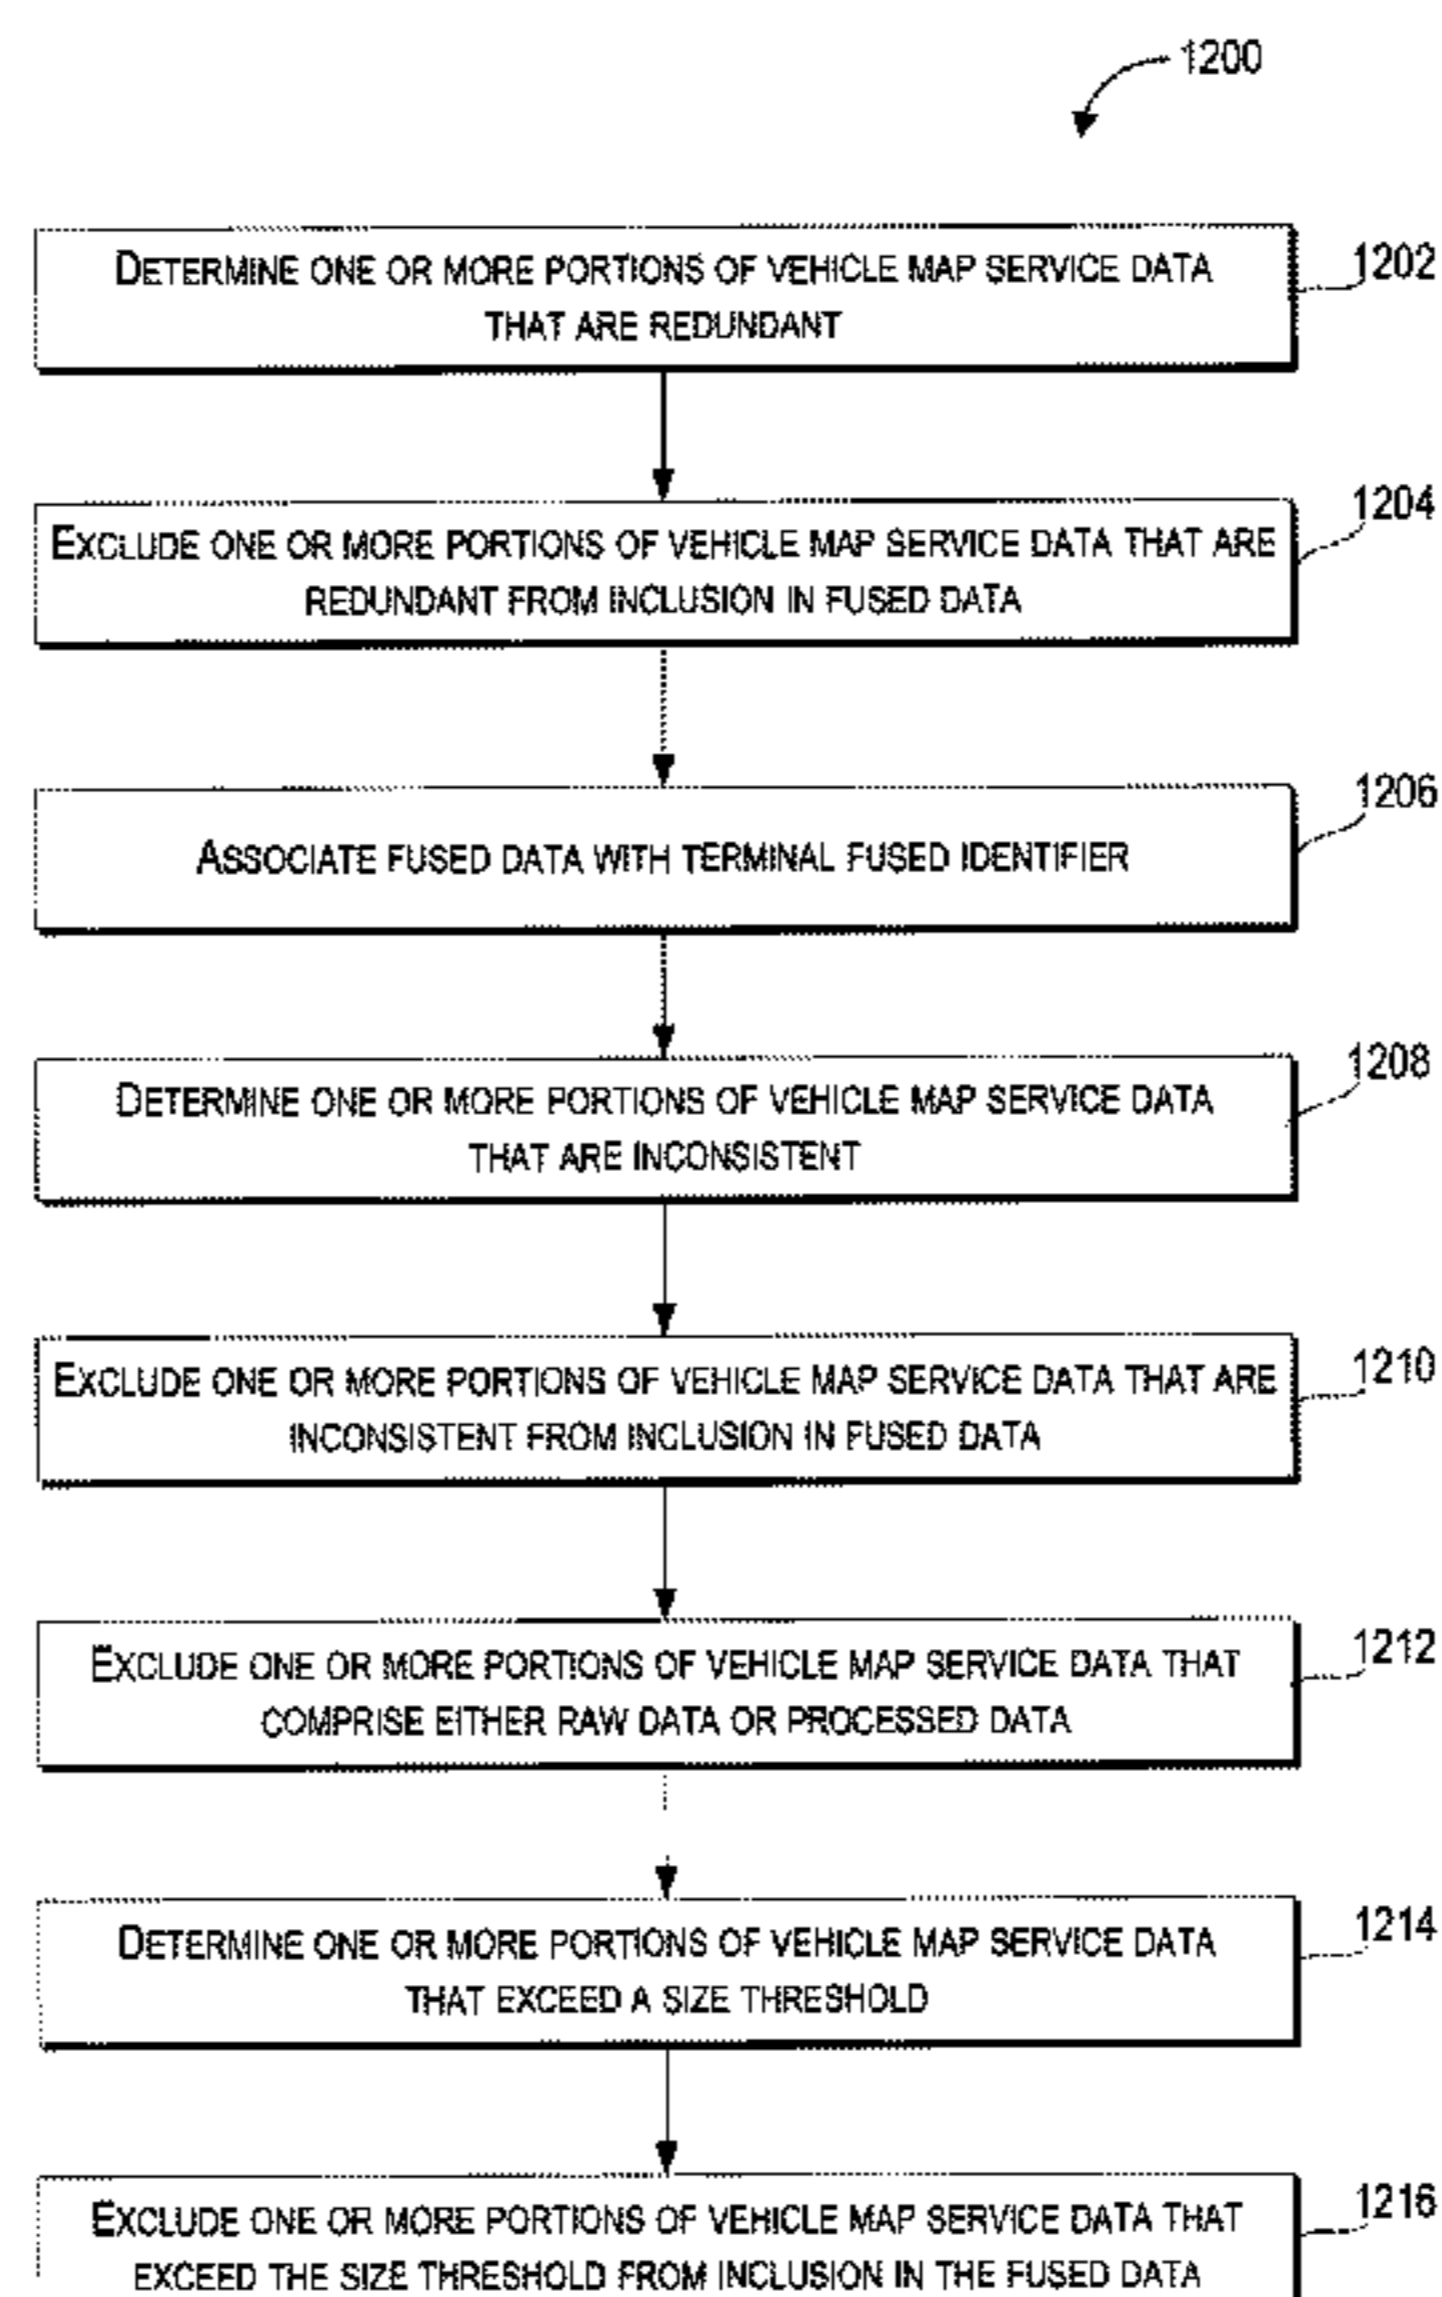 1200
DETERMINE ONE OR MORE PORTIONS OF VEHICLE MAP SERVICE DATA
THAT ARE REDUNDANT
1202
EXCLUDE ONE OR MORE PORTIONS OF VEHICLE MAP SERVICE DATA THAT ARE
REDUNDANT FROM INCLUSION IN FUSED DATA
1204
ASSOCIATE FUSED DATA WITH TERMINAL FUSED IDENTIFIER
1206
DETERMINE ONE OR MORE PORTIONS OF VEHICLE MAP SERVICE DATA
THAT ARE INCONSISTENT
1208
EXCLUDE ONE OR MORE PORTIONS OF VEHICLE MAP SERVICE DATA THAT ARE
INCONSISTENT FROM INCLUSION IN FUSED DATA
1210
EXCLUDE ONE OR MORE PORTIONS OF VEHICLE MAP SERVICE DATA THAT
COMPRISE EITHER RAW DATA OR PROCESSED DATA
1212
DETERMINE ONE OR MORE PORTIONS OF VEHICLE MAP SERVICE DATA
THAT EXCEED A SIZE THRESHOLD
1214
EXCLUDE ONE OR MORE PORTIONS OF VEHICLE MAP SERVICE DATA THAT
EXCEED THE SIZE THRESHOLD FROM INCLUSION IN THE FUSED DATA
1216